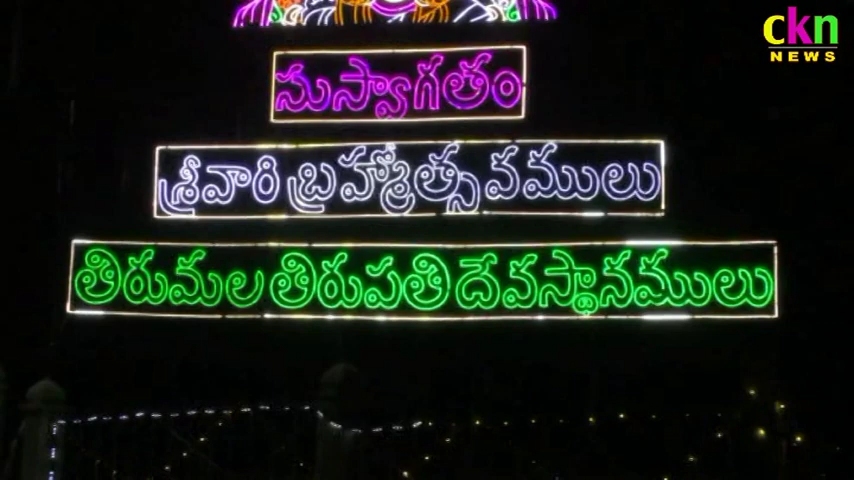 ckn
NEWS
సుస్వాగతం
శ్రీవారి బ్రహ్మోత్సవములు
తిరుమల తిరుపతి దేవస్థానములు